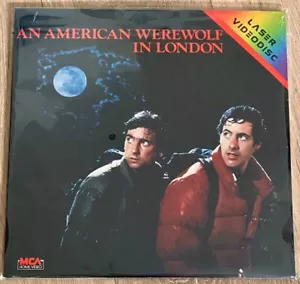 AN AMERICAN WEREWOLF
IN LONDON
LASER
VIDEODISC
MCA
HOME VIDEO